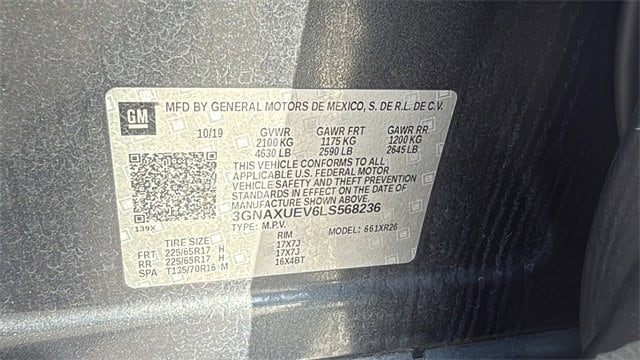 GM
MFD BY GENERAL MOTORS DE MEXICO, S. DE R.L. DE C.V.
10/19 GVWR GAWR FRT GAWR RR
2100 KG 1175 KG 1200 KG
4630 LB 2590 LB 2645 LB
THIS VEHICLE CONFORMS TO ALL
APPLICABLE U.S. FEDERAL MOTOR
VEHICLE SAFETY AND THEFT PREVENTION
STANDARDS IN EFFECT ON THE DATE OF
MANUFACTURE SHOWN ABOVE.
3GNAXUEV6LS568236
139X TYPE: M.P.V. MODEL: 661XR26
TIRE SIZE RIM
FRT 225/65R17 H 17X7J
RR 225/65R17 H 17X7J
SPA T135/70R16 M 16X4BT